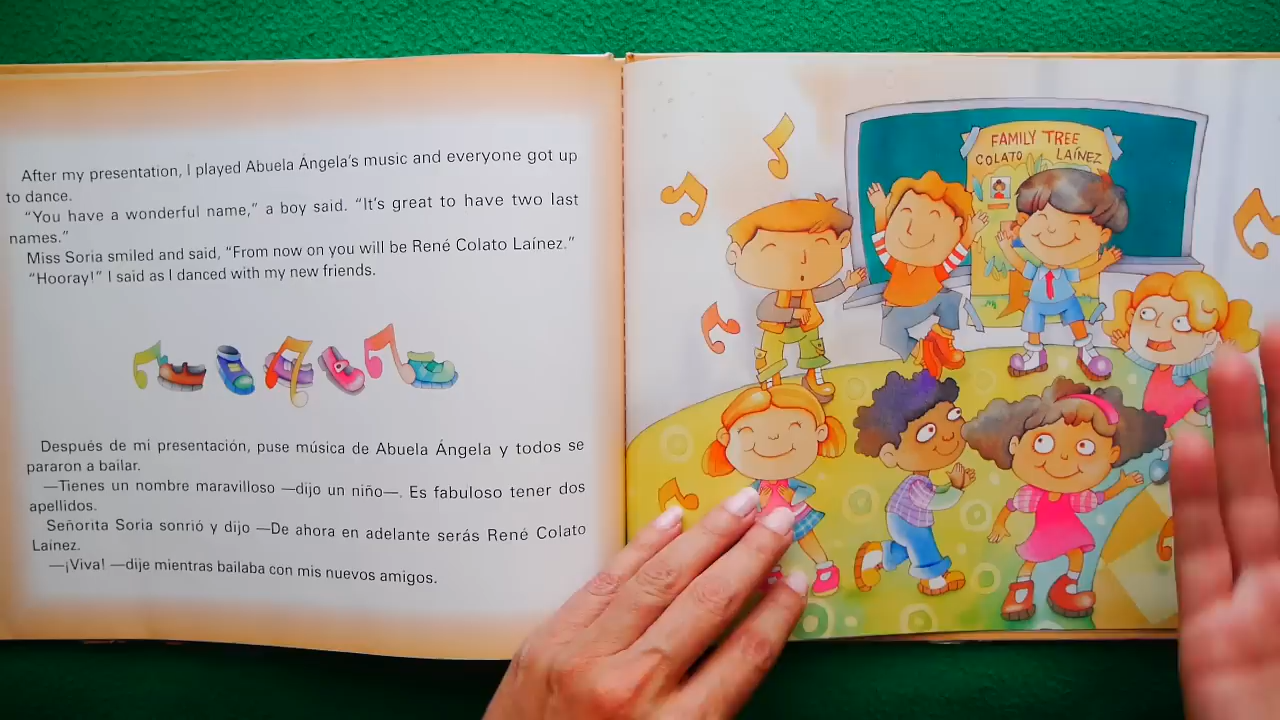 After my presentation, I played Abuela Ángela's music and everyone got up
to dance.
"You have a wonderful name," a boy said. "It's great to have two last
names."
Miss Soria smiled and said, "From now on you will be René Colato Laínez."
"Hooray!" I said as I danced with my new friends.
Después de mi presentación, puse música de Abuela Ángela y todos se
pararon a bailar.
—Tienes un nombre maravilloso —dijo un niño—. Es fabuloso tener dos
apellidos.
Señorita Soria sonrió y dijo —De ahora en adelante serás René Colato
Laínez.
—¡Viva! —dije mientras bailaba con mis nuevos amigos.
FAMILY TREE
COLATO LAÍNEZ